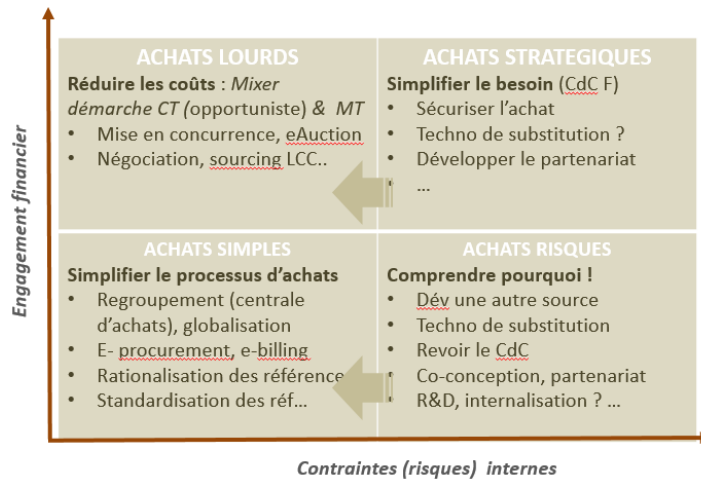 ACHATS LOURDS
Réduire les coûts : Mixer
démarche CT (opportuniste) & MT
• Mise en concurrence, eAuction
• Négociation, sourcing LCC..
ACHATS STRATEGIQUES
Simplifier le besoin (CdC F)
• Sécuriser l'achat
• Techno de substitution ?
• Développer le partenariat
• …
ACHATS SIMPLES
Simplifier le processus d'achats
• Regroupement (centrale
d'achats), globalisation
• E- procurement, e-billing
• Rationalisation des référence
• Standardisation des réf…
ACHATS RISQUES
Comprendre pourquoi !
• Dév une autre source
• Techno de substitution
• Revoir le CdC
• Co-conception, partenariat
R&D, internalisation ? …
Engagement financier
Contraintes (risques) internes